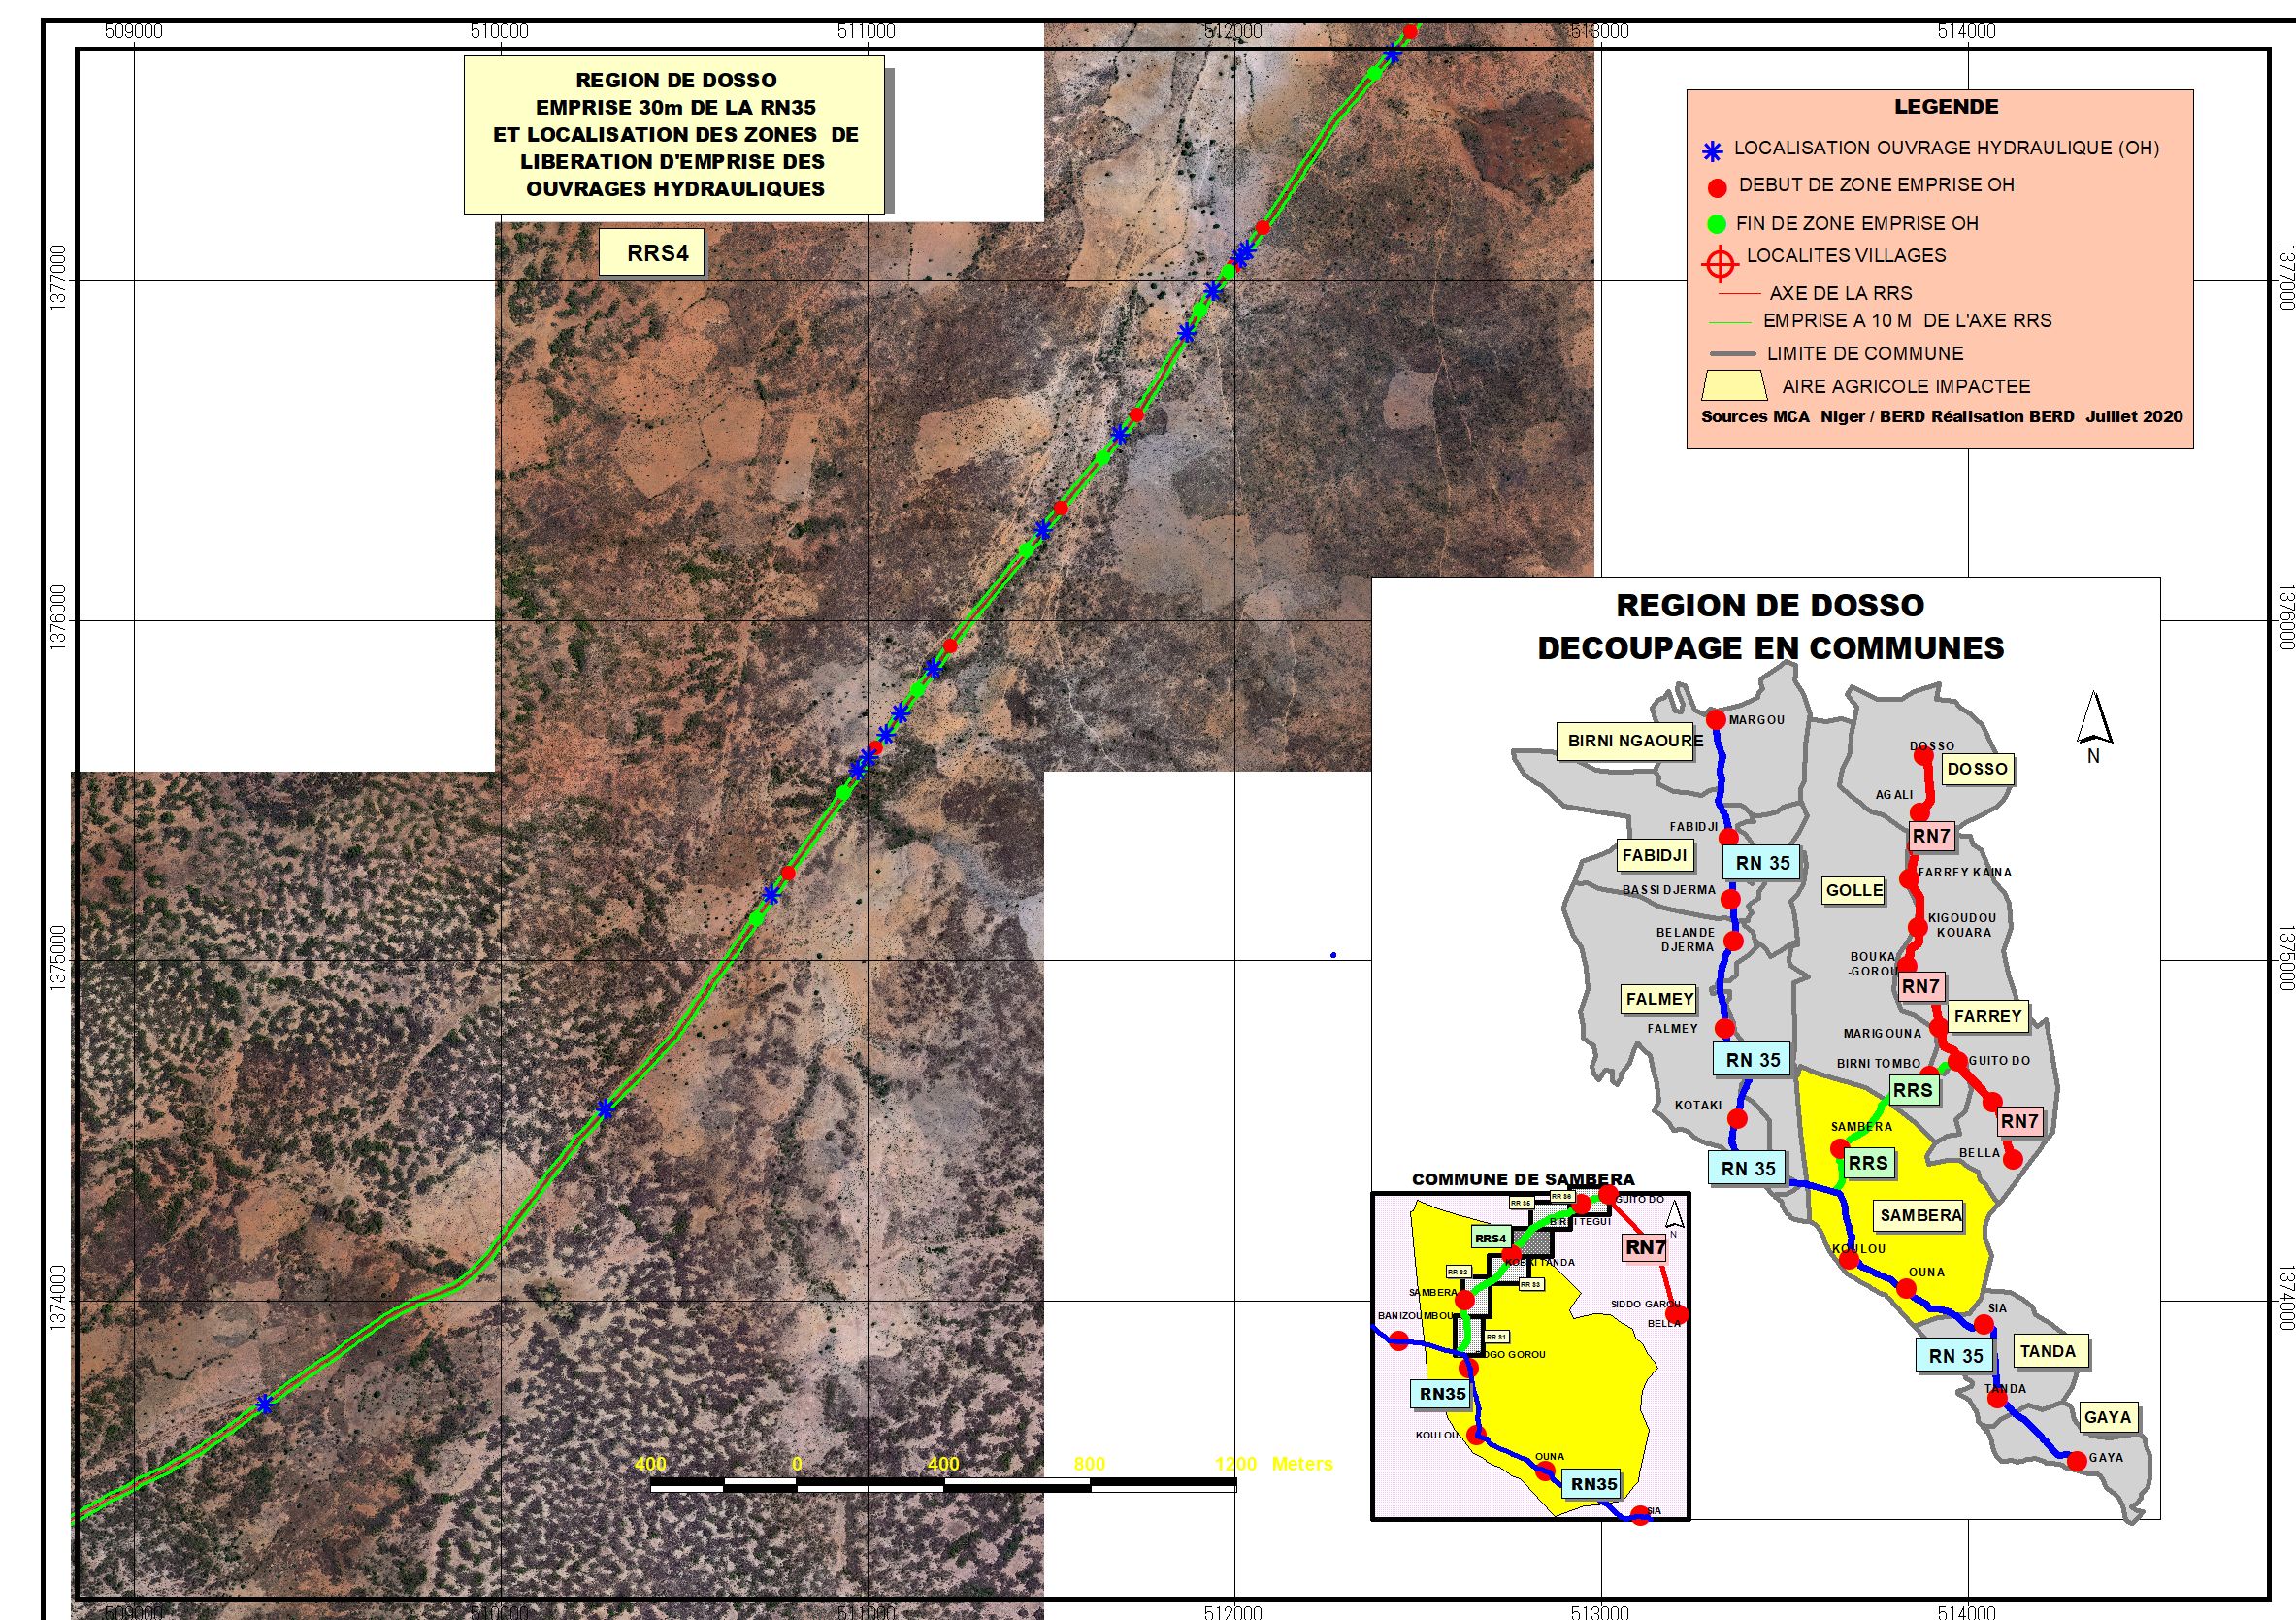 509000
510000
511000
512000
513000
514000
REGION DE DOSSO
EMPRISE 30m DE LA RN35
ET LOCALISATION DES ZONES DE
LIBERATION D'EMPRISE DES
OUVRAGES HYDRAULIQUES
RRS4
LEGENDE
LOCALISATION OUVRAGE HYDRAULIQUE (OH)
DEBUT DE ZONE EMPRISE OH
FIN DE ZONE EMPRISE OH
LOCALITES VILLAGES
AXE DE LA RRS
EMPRISE A 10 M DE L'AXE RRS
LIMITE DE COMMUNE
AIRE AGRICOLE IMPACTEE
Sources MCA Niger / BERD Réalisation BERD Juillet 2020
1377000
1377000
1376000
1376000
1375000
1375000
1374000
1374000
REGION DE DOSSO
DECOUPAGE EN COMMUNES
MARGOU
BIRNI NGAOURE
DOSSO
DOSSO
N
AGALI
FABIDJI
RN7
FABIDJI
RN 35
FARREY KAINA
BASSI DJERMA
GOLLE
KIGOUDOU
KOUARA
BELANDE
DJERMA
BOUKA
-GOROU
RN7
FALMEY
FARREY
FALMEY
MARIGOUNA
RN 35
BIRNI TOMBO
GUITO DO
RRS
KOTAKI
RN7
SAMBERA
BELLA
RRS
RN 35
SAMBERA
KOULOU
OUNA
SIA
RN 35
TANDA
TANDA
GAYA
GAYA
COMMUNE DE SAMBERA
RR S6
GUITO DO
RR S5
BIRNI TEGUI
N
RRS4
RN7
KOBKI TANDA
RR S2
RR S3
SAMBERA
SIDDO GAROU
BANIZOUMBOU
BELLA
RR S1
BOGO GOROU
RN35
KOULOU
OUNA
RN35
SIA
400
0
400
800
1200 Meters
509000
510000
511000
512000
513000
514000